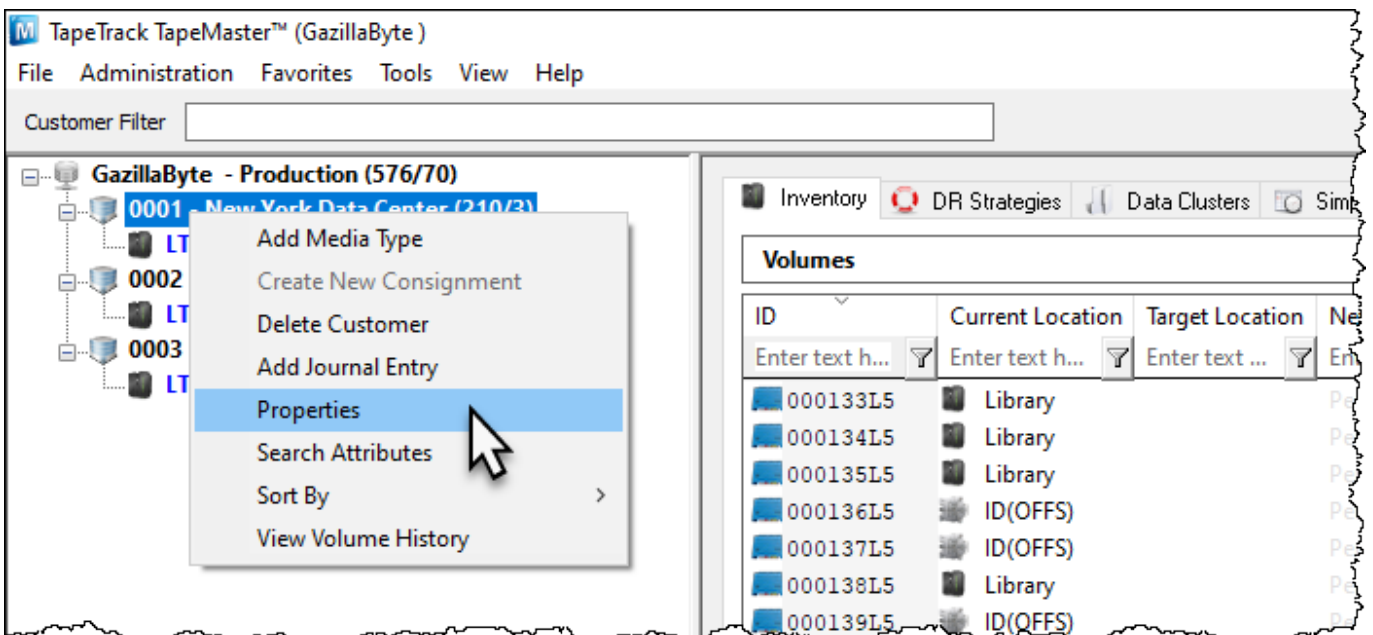 TapeTrack TapeMaster™ (GazillaByte )
File Administration Favorites Tools View Help
Customer Filter
GazillaByte - Production (576/70)
0001 - New York Data Center (210/3)
LT
0002
LT
0003
LT
Add Media Type
Create New Consignment
Delete Customer
Add Journal Entry
Properties
Search Attributes
Sort By
View Volume History
Inventory DR Strategies Data Clusters
Volumes
ID Current Location Target Location
Enter text h... Enter text h... Enter text ...
000133L5 Library
000134L5 Library
000135L5 Library
000136L5 ID(OFFS)
000137L5 ID(OFFS)
000138L5 Library
000139L5 ID(OFFS)